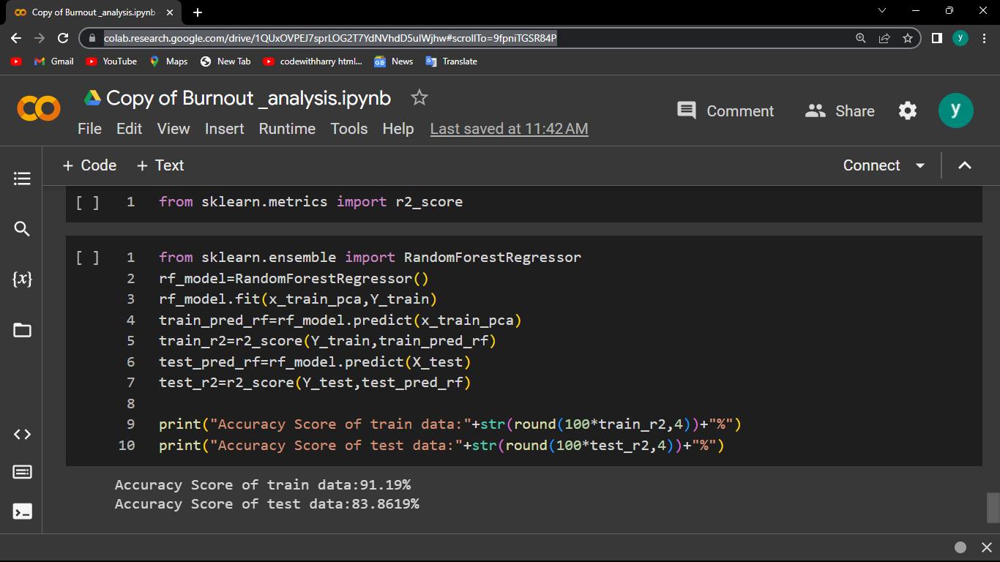 Copy of Burnout _analysis.ipynb
colab.research.google.com/drive/1QUxOVPEJ7sprLOG2T7YdNVhdD5ulWjhw#scrollTo=9fpniTGSR84P
y
Gmail YouTube Maps New Tab codewithharry html... News Translate
Copy of Burnout _analysis.ipynb
Comment Share y
File Edit View Insert Runtime Tools Help Last saved at 11:42 AM
+ Code + Text Connect
[ ] 1 from sklearn.metrics import r2_score
[ ] 1 from sklearn.ensemble import RandomForestRegressor
2 rf_model=RandomForestRegressor()
3 rf_model.fit(x_train_pca,Y_train)
4 train_pred_rf=rf_model.predict(x_train_pca)
5 train_r2=r2_score(Y_train,train_pred_rf)
6 test_pred_rf=rf_model.predict(X_test)
7 test_r2=r2_score(Y_test,test_pred_rf)
8
9 print("Accuracy Score of train data:"+str(round(100*train_r2,4))+"%")
10 print("Accuracy Score of test data:"+str(round(100*test_r2,4))+"%")
Accuracy Score of train data:91.19%
Accuracy Score of test data:83.8619%